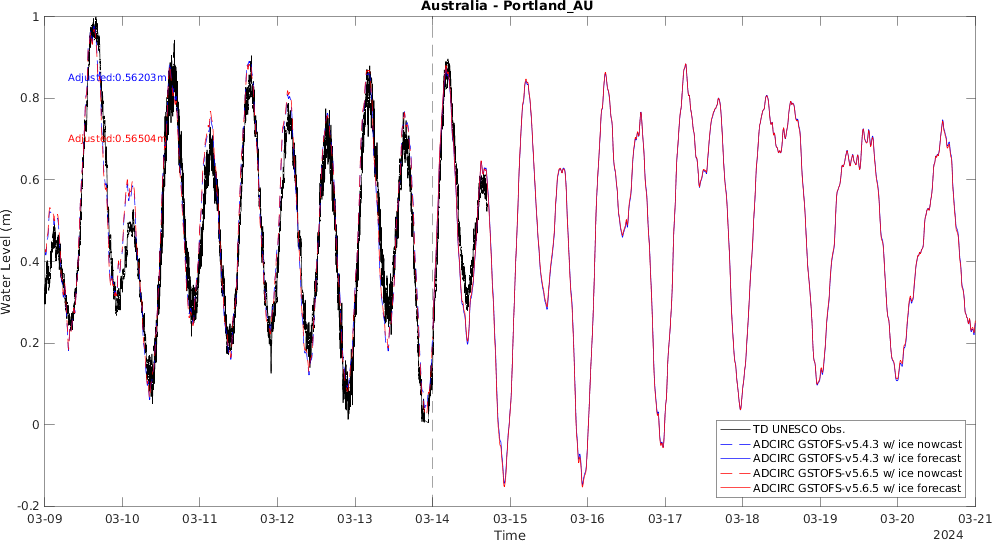 Australia - Portland_AU
Water Level (m)
1
0.8
0.6
0.4
0.2
0
-0.2
Adjusted:0.56203m
Adjusted:0.56504m
TD UNESCO Obs.
ADCIRC GSTOFS-v5.4.3 w/ ice nowcast
ADCIRC GSTOFS-v5.4.3 w/ ice forecast
ADCIRC GSTOFS-v5.6.5 w/ ice nowcast
ADCIRC GSTOFS-v5.6.5 w/ ice forecast
03-09 03-10 03-11 03-12 03-13 03-14 03-15 03-16 03-17 03-18 03-19 03-20 03-21
Time
2024